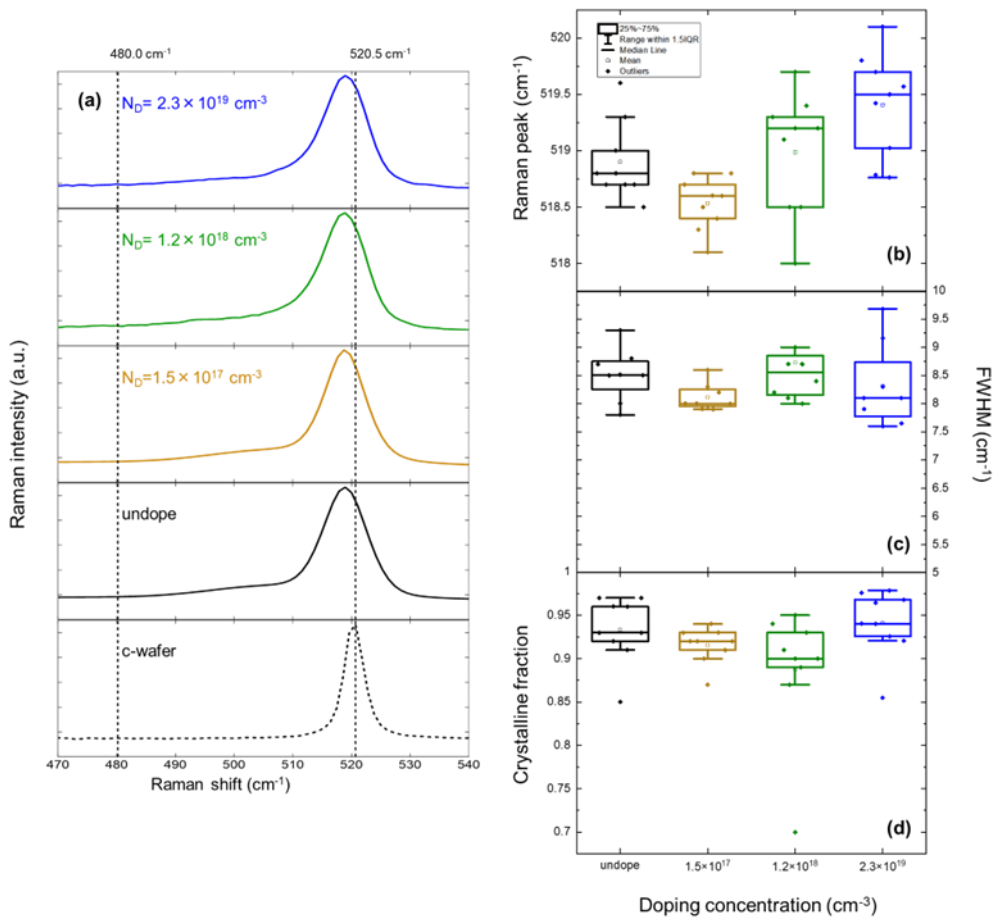 480.0 cm⁻¹
520.5 cm⁻¹
(a)
N_D= 2.3 × 10¹⁹ cm⁻³
N_D= 1.2 × 10¹⁸ cm⁻³
N_D=1.5 × 10¹⁷ cm⁻³
undope
c-wafer
Raman intensity (a.u.)
470 480 490 500 510 520 530 540
Raman shift (cm⁻¹)
25%~75%
Range within 1.5IQR
Median Line
Mean
Outliers
520
519.5
519
518.5
518
Raman peak (cm⁻¹)
(b)
10
9.5
9
8.5
8
7.5
7
6.5
6
5.5
5
FWHM (cm⁻¹)
(c)
1
0.95
0.9
0.85
0.8
0.75
0.7
Crystalline fraction
(d)
undope 1.5×10¹⁷ 1.2×10¹⁸ 2.3×10¹⁹
Doping concentration (cm⁻³)